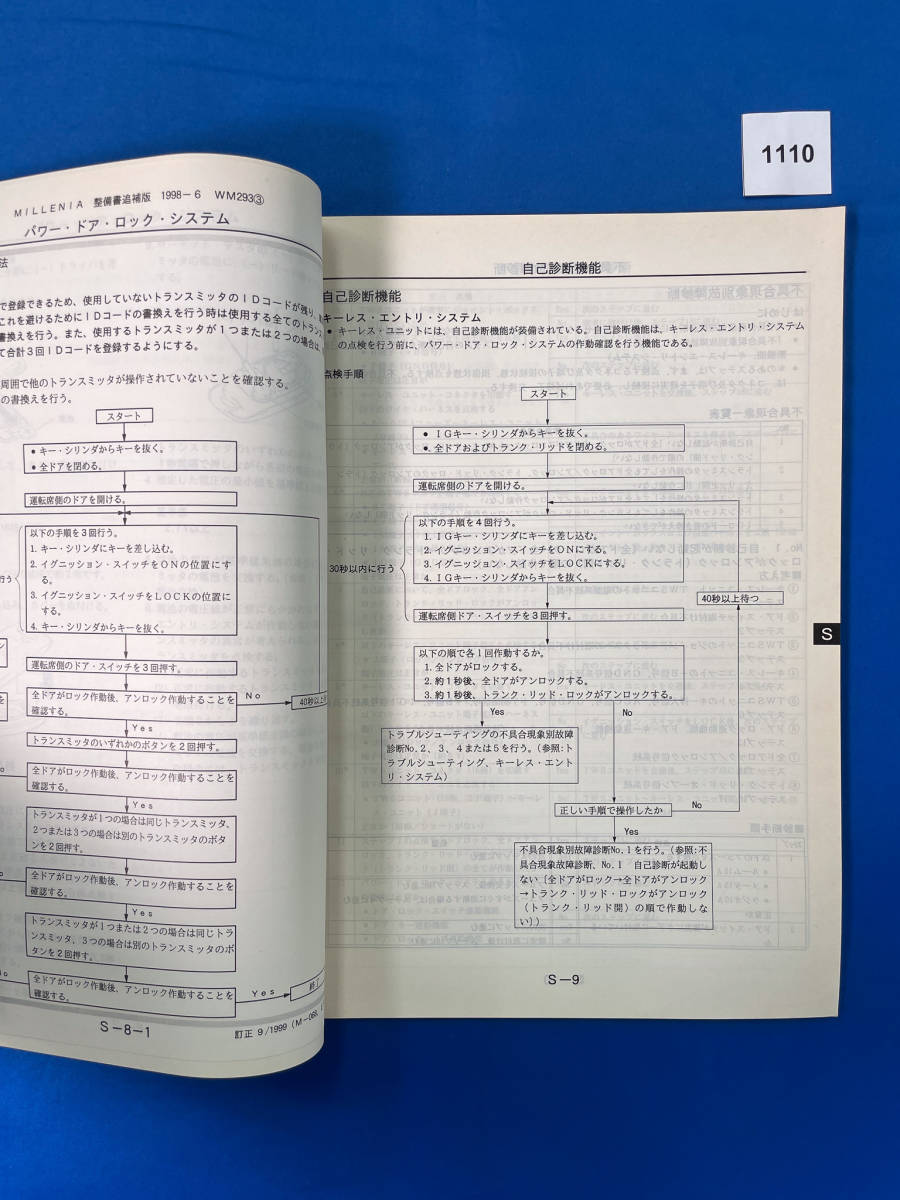 1110
MILLENIA 整備書追補版 1998－6 WM293③
パワー・ドア・ロック・システム
法
で登録できるため、使用していないトランスミッタのIDコードが残り、
これを避けるためにIDコードの書換えを行う時は使用する全てのトランス
書換えを行う。また、使用するトランスミッタが1つまたは2つの場合は、
て合計3回IDコードを登録するようにする。
周囲で他のトランスミッタが操作されていないことを確認する。
の書換えを行う。
スタート
● キー・シリンダからキーを抜く。
● 全ドアを閉める。
運転席側のドアを開ける。
行う
以下の手順を3回行う。
1. キー・シリンダにキーを差し込む。
2. イグニッション・スイッチをONの位置にす
る。
3. イグニッション・スイッチをLOCKの位置に
する。
4. キー・シリンダからキーを抜く。
運転席側のドア・スイッチを3回押す。
全ドアがロック作動後、アンロック作動することを
確認する。
No
40秒以上
Yes
トランスミッタのいずれかのボタンを2回押す。
全ドアがロック作動後、アンロック作動することを
確認する。
Yes
トランスミッタが1つの場合は同じトランスミッタ、
2つまたは3つの場合は別のトランスミッタのボタ
ンを2回押す。
全ドアがロック作動後、アンロック作動することを
確認する。
Yes
トランスミッタが1つまたは2つの場合は同じトラ
ンスミッタ、3つの場合は別のトランスミッタのボ
タンを2回押す。
全ドアがロック作動後、アンロック作動することを
確認する。
Yes
終了
S－8－1
訂正 9/1999 (M－066,
自己診断機能
自己診断機能
キーレス・エントリ・システム
● キーレス・ユニットには、自己診断機能が装備されている。自己診断機能は、キーレス・エントリ・システム
の点検を行う前に、パワー・ドア・ロック・システムの作動確認を行う機能である。
点検手順
スタート
● IGキー・シリンダからキーを抜く。
● 全ドアおよびトランク・リッドを閉める。
運転席側のドアを開ける。
30秒以内に行う
以下の手順を4回行う。
1. IGキー・シリンダにキーを差し込む。
2. イグニッション・スイッチをONにする。
3. イグニッション・スイッチをLOCKにする。
4. IGキー・シリンダからキーを抜く。
40秒以上待つ
運転席側ドア・スイッチを3回押す。
S
以下の順で各1回作動するか。
1. 全ドアがロックする。
2. 約1秒後、全ドアがアンロックする。
3. 約1秒後、トランク・リッド・ロックがアンロックする。
Yes
No
トラブルシューティングの不具合現象別故障
診断No.2、3、4または5を行う。(参照:ト
ラブルシューティング、キーレス・エント
リ・システム)
正しい手順で操作したか
No
Yes
不具合現象別故障診断No.1を行う。(参照:不
具合現象故障診断、No.1 自己診断が起動し
ない〔全ドアがロック→全ドアがアンロック
→トランク・リッド・ロックがアンロック
(トランク・リッド開)の順で作動しな
い〕)
S－9